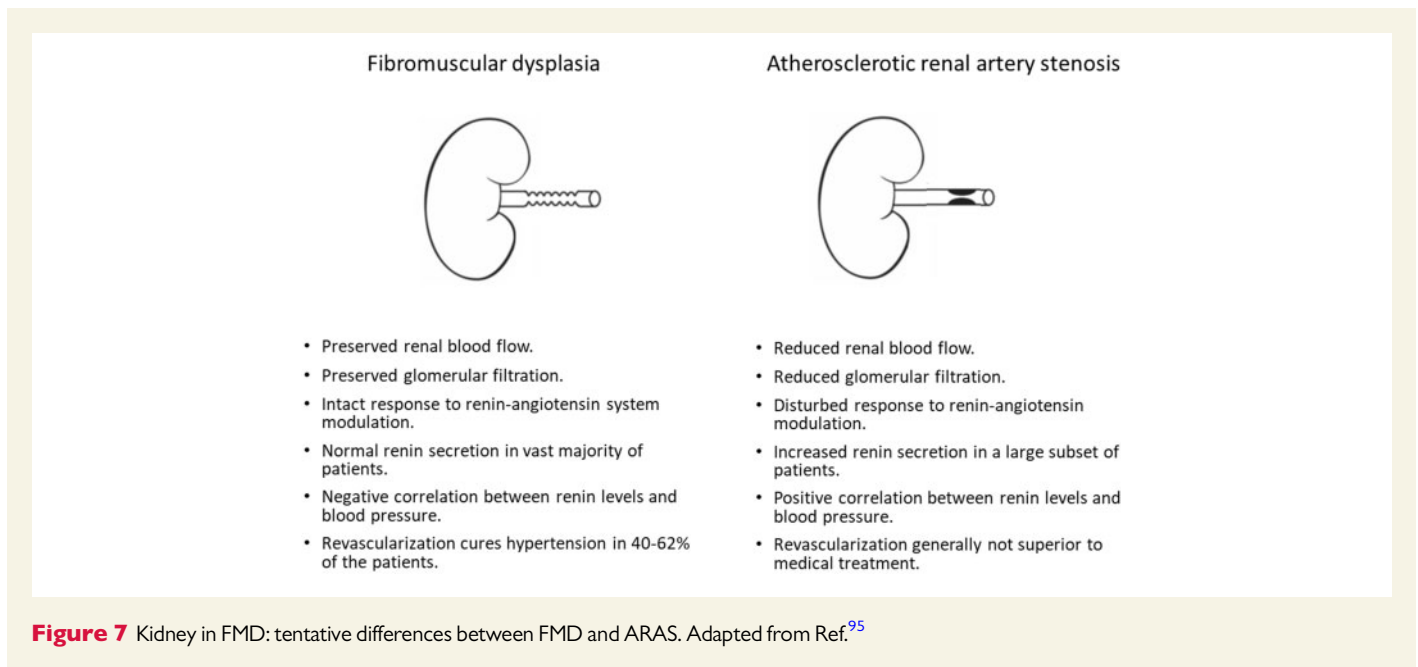 Fibromuscular dysplasia
• Preserved renal blood flow.
• Preserved glomerular filtration.
• Intact response to renin-angiotensin system
modulation.
• Normal renin secretion in vast majority of
patients.
• Negative correlation between renin levels and
blood pressure.
• Revascularization cures hypertension in 40-62%
of the patients.
Atherosclerotic renal artery stenosis
• Reduced renal blood flow.
• Reduced glomerular filtration.
• Disturbed response to renin-angiotensin
modulation.
• Increased renin secretion in a large subset of
patients.
• Positive correlation between renin levels and
blood pressure.
• Revascularization generally not superior to
medical treatment.
Figure 7 Kidney in FMD: tentative differences between FMD and ARAS. Adapted from Ref.95